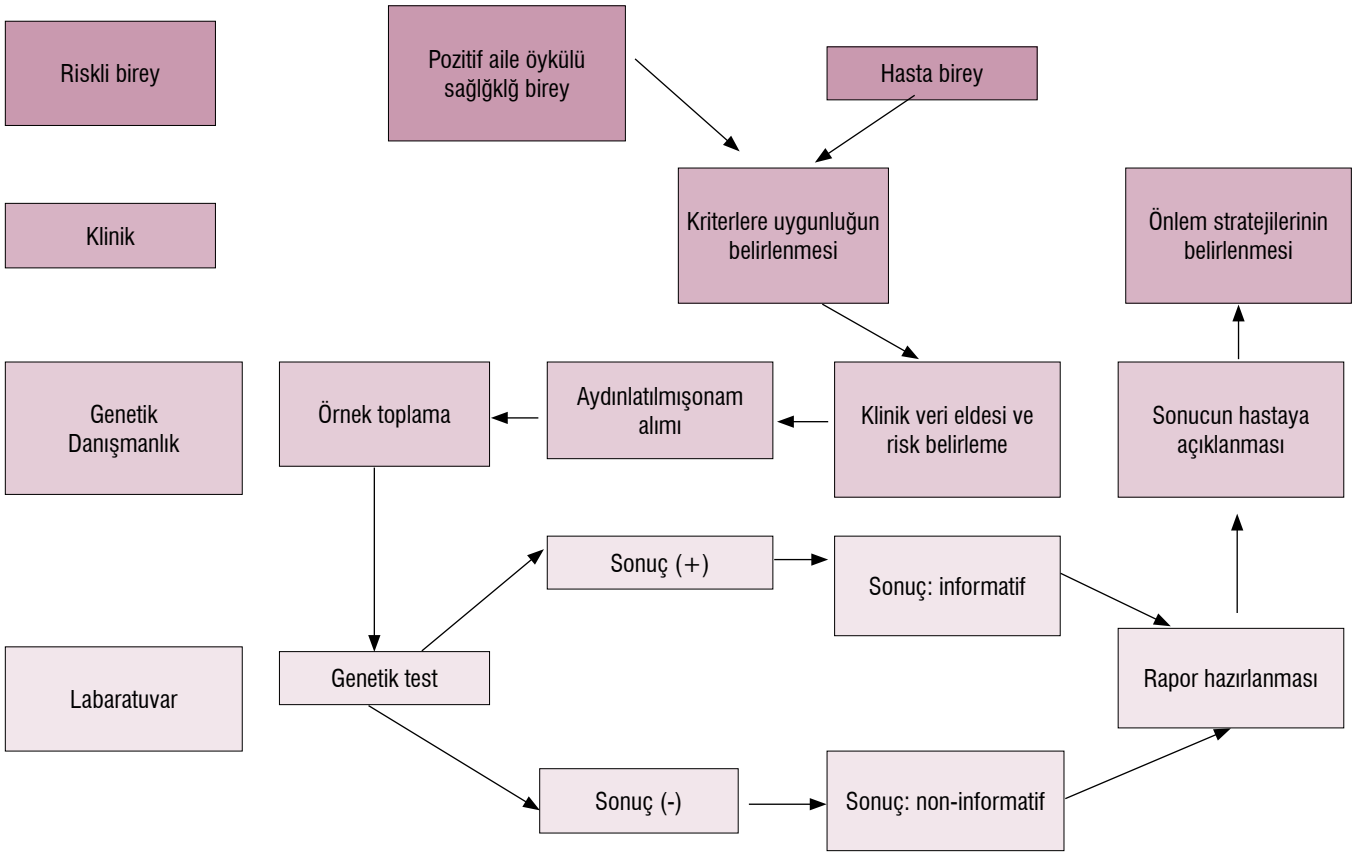 Riskli birey
Pozitif aile öykülü
sağlğklğ birey
Hasta birey
Klinik
Kriterlere uygunluğun
belirlenmesi
Önlem stratejilerinin
belirlenmesi
Genetik
Danışmanlık
Örnek toplama
Aydınlatılmışonam
alımı
Klinik veri eldesi ve
risk belirleme
Sonucun hastaya
açıklanması
Sonuç (+)
Sonuç: informatif
Labaratuvar
Genetik test
Rapor hazırlanması
Sonuç (-)
Sonuç: non-informatif